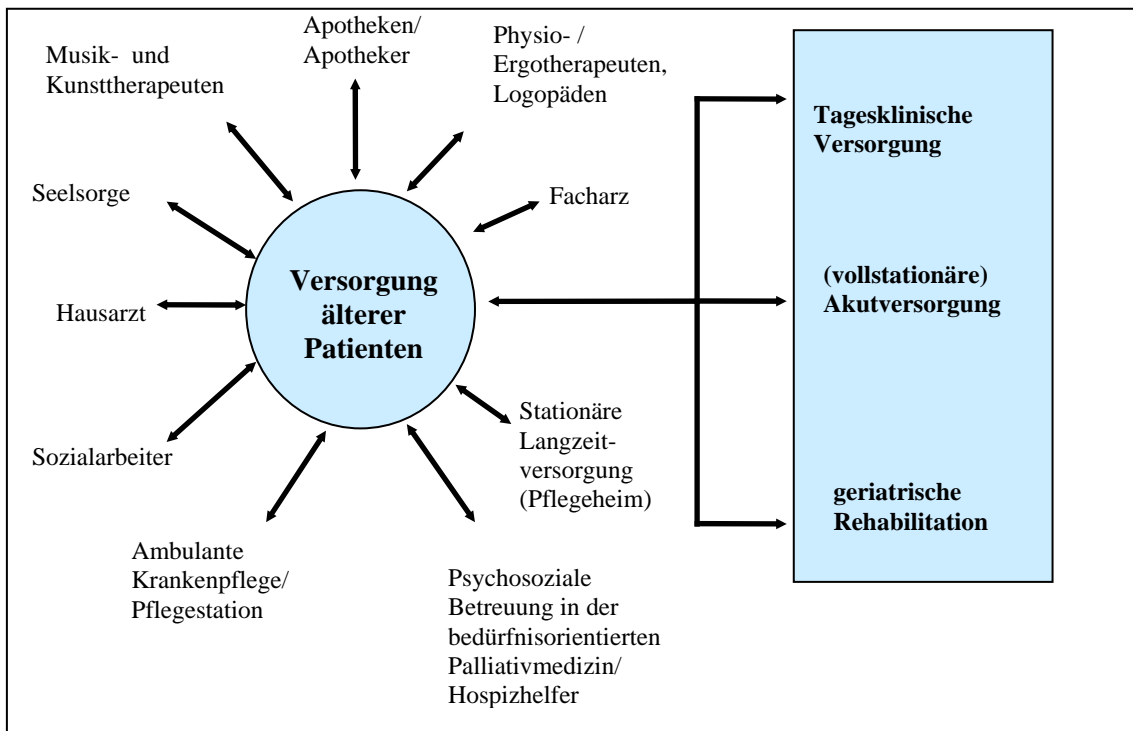 Apotheken/
Apotheker
Musik-  und
Kunsttherapeuten
Physio- /
Ergotherapeuten,
Logopäden
Seelsorge
Facharz
Hausarzt
Versorgung
älterer
Patienten
Sozialarbeiter
Stationäre
Langzeit-
versorgung
(Pflegeheim)
Ambulante
Krankenpflege/
Pflegestation
Psychosoziale
Betreuung in der
bedürfnisorientierten
Palliativmedizin/
Hospizhelfer
Tagesklinische
Versorgung
(vollstationäre)
Akutversorgung
geriatrische
Rehabilitation